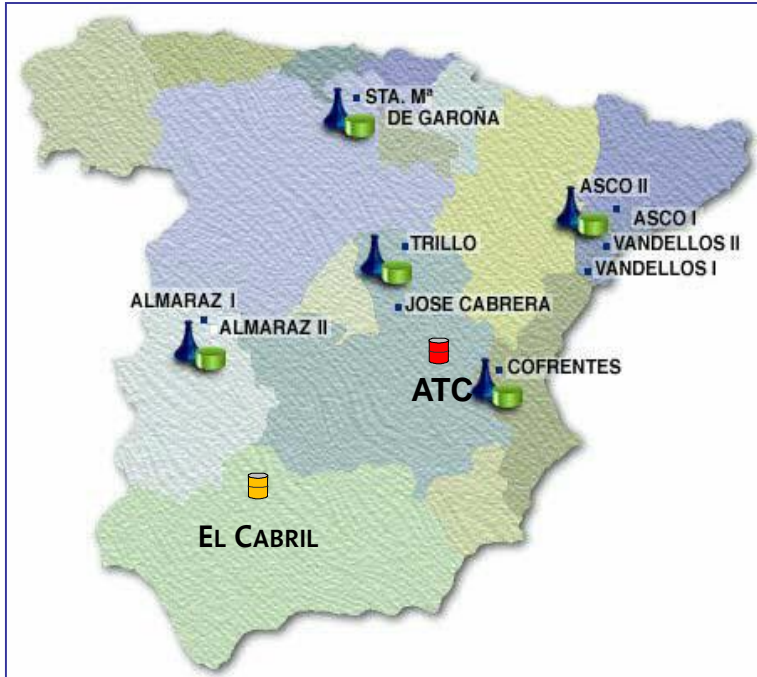 STA. Mª
DE GAROÑA
ASCO II
ASCO I
TRILLO
VANDELLOS II
VANDELLOS I
ALMARAZ I
JOSE CABRERA
ALMARAZ II
COFRENTES
ATC
EL CABRIL